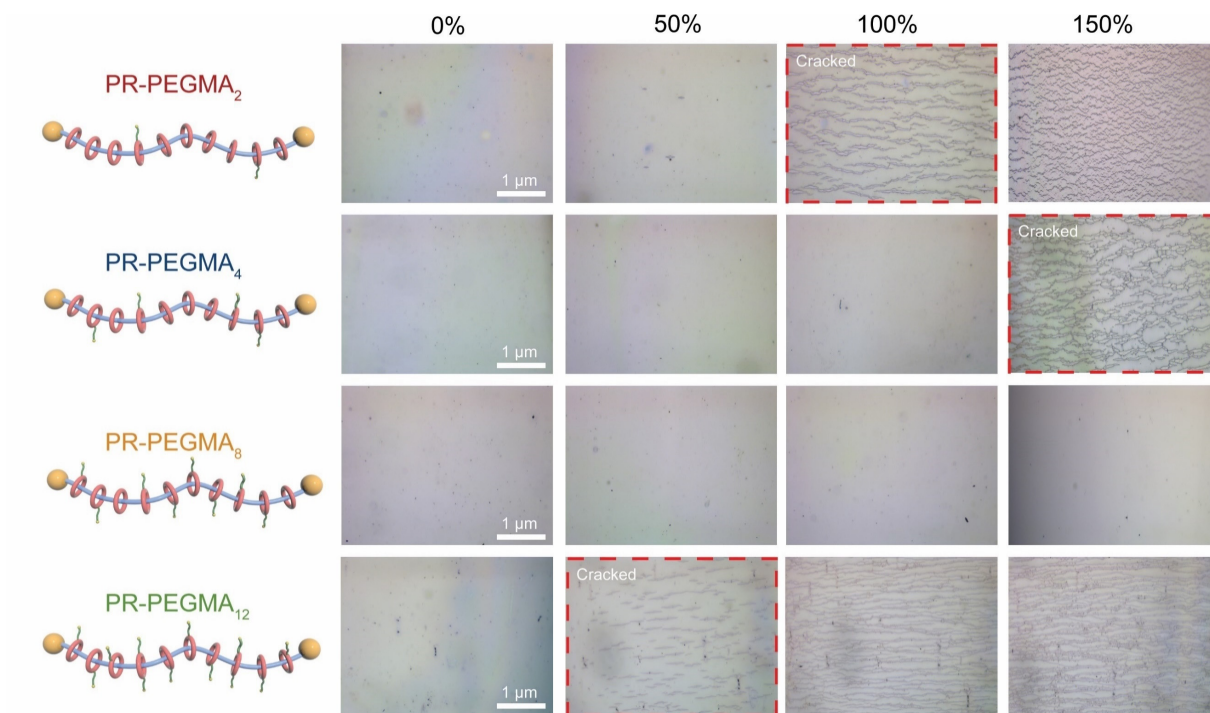 0% 50% 100% 150%
PR-PEGMA₂
Cracked
1 μm
PR-PEGMA₄
Cracked
1 μm
PR-PEGMA₈
1 μm
PR-PEGMA₁₂
Cracked
1 μm